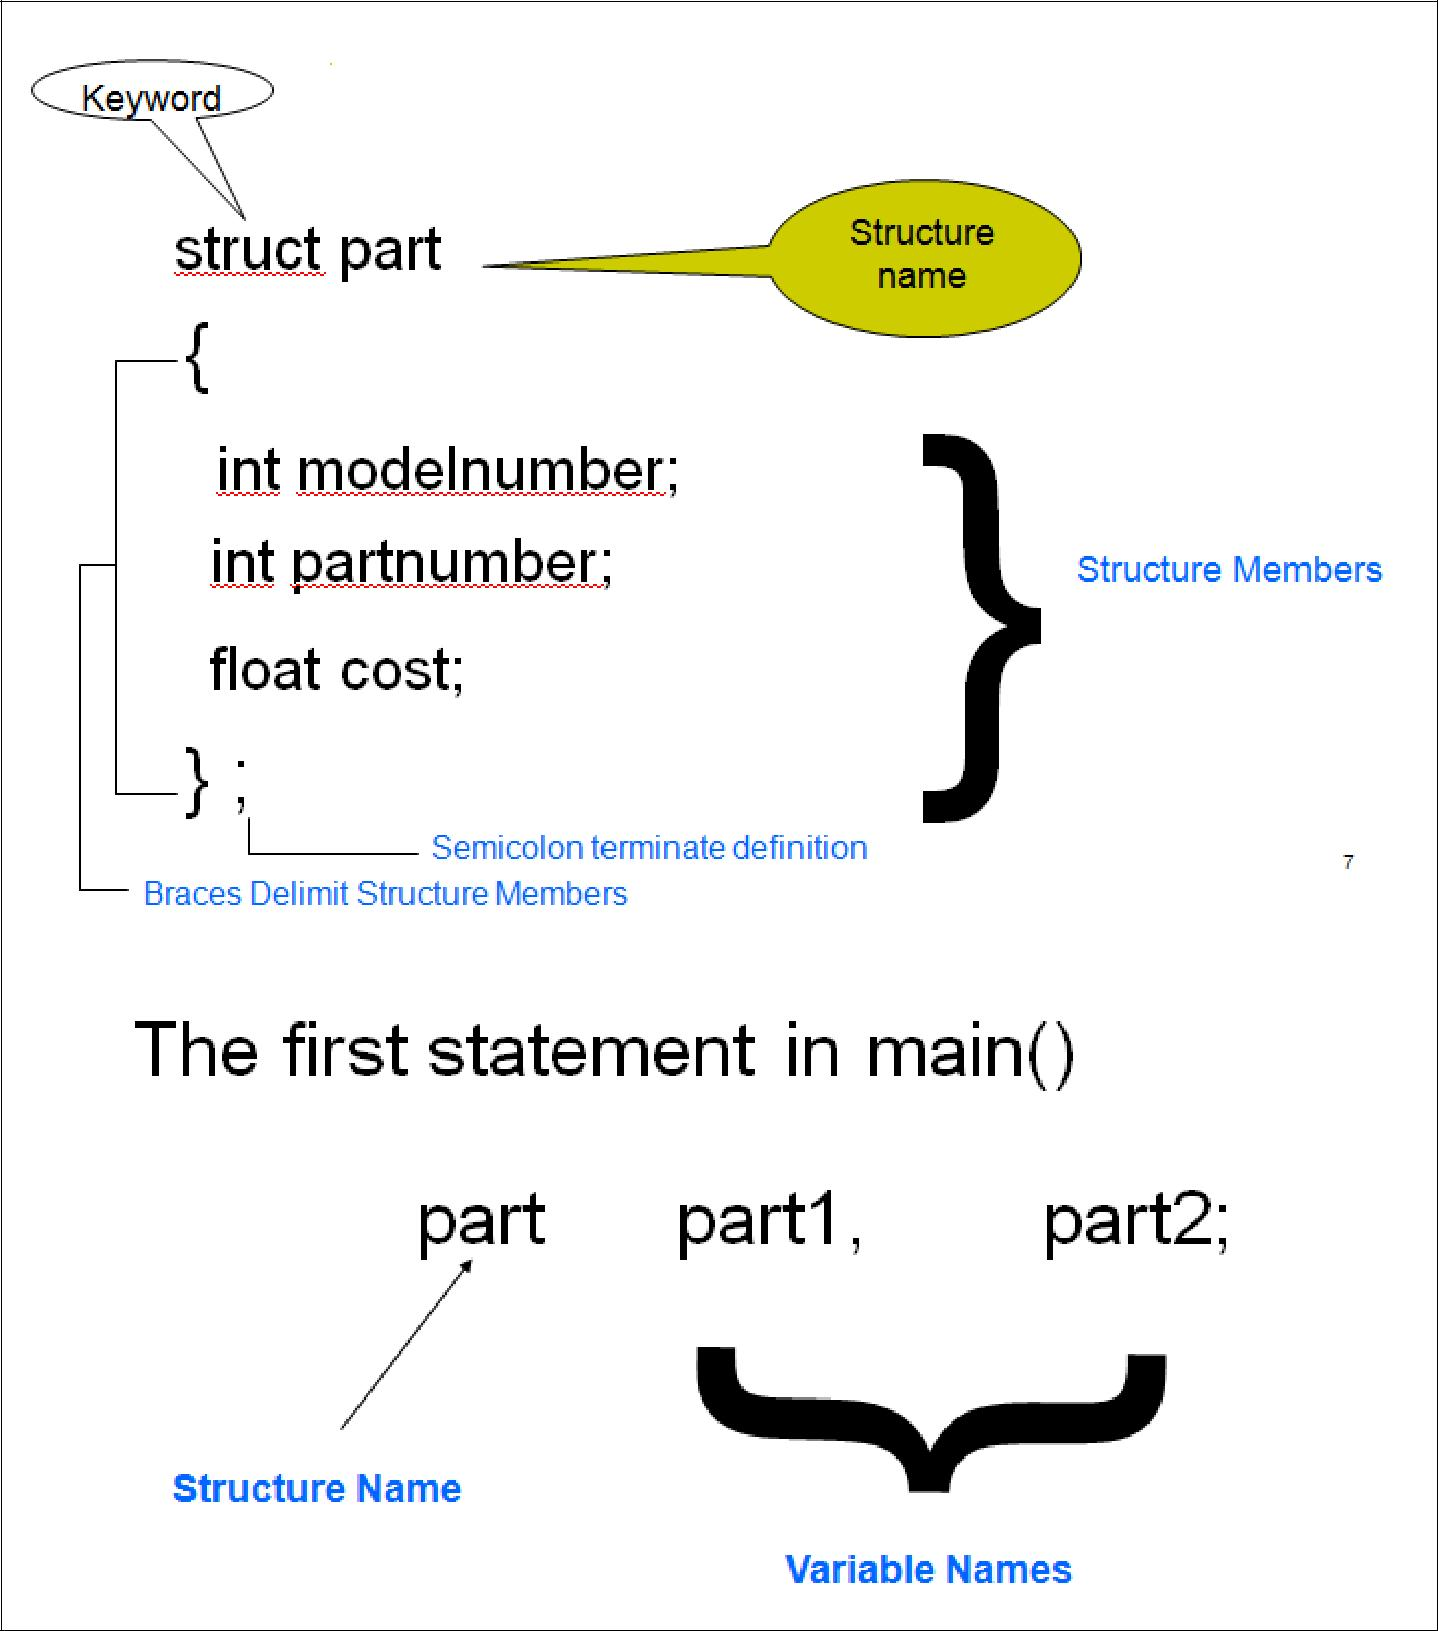 Keyword
struct part
Structure
name
{
int modelnumber;
int partnumber;
float cost;
Structure Members
} ;
Semicolon terminate definition
7
Braces Delimit Structure Members
The first statement in main()
part part1, part2;
Structure Name
Variable Names